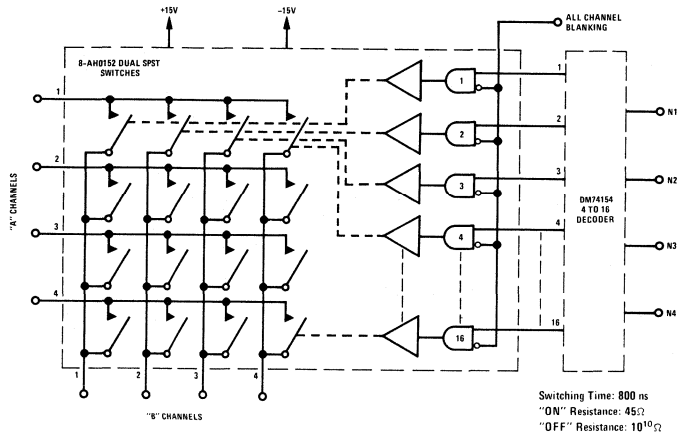 +15V
−15V
ALL CHANNEL
BLANKING
8-AH0152 DUAL SPST
SWITCHES
1
1
1
2
2
N1
2
3
3
N2
"A" CHANNELS
DM74154
4 TO 16
DECODER
3
4
4
N3
4
N4
16
16
1
2
3
4
"B" CHANNELS
Switching Time: 800 ns
"ON" Resistance: 45Ω
"OFF" Resistance: 10¹⁰Ω